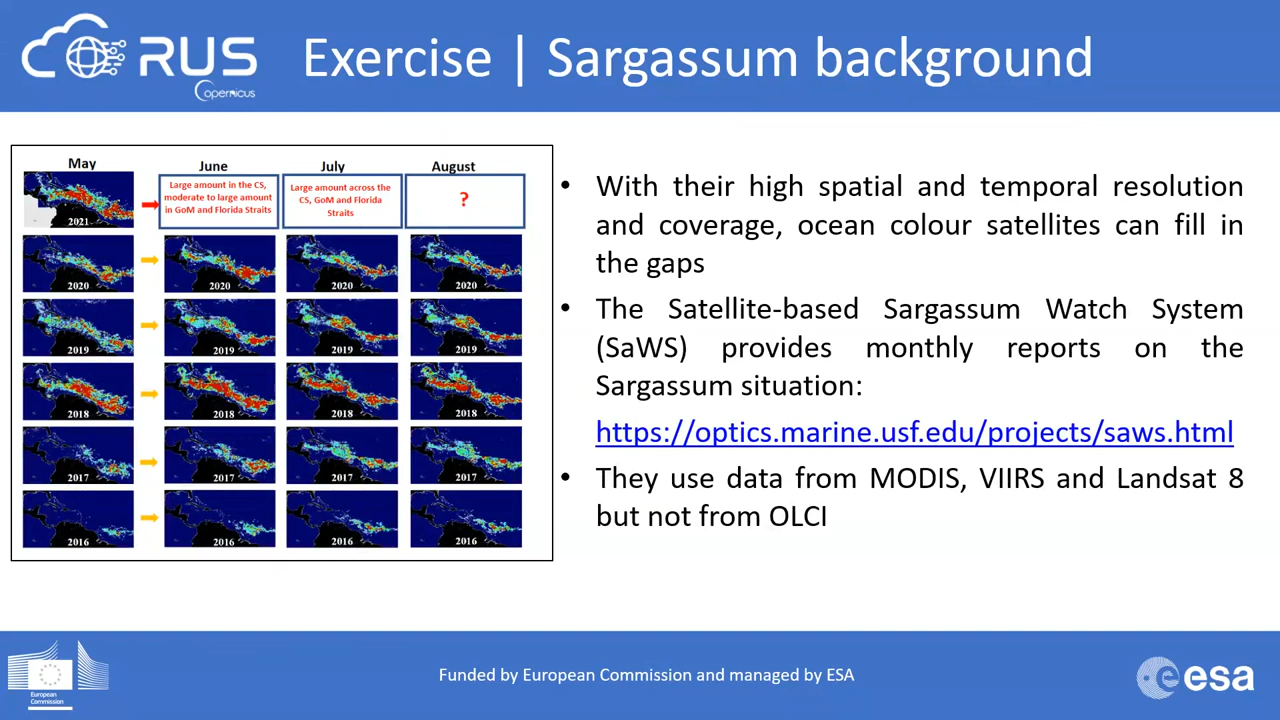 RUS
Copernicus
Exercise | Sargassum background
May
June
July
August
2021
Large amount in the CS,
moderate to large amount
in GoM and Florida Straits
Large amount across the
CS, GoM and Florida
Straits
?
2020
2020
2020
2020
2019
2019
2019
2019
2018
2018
2018
2018
2017
2017
2017
2017
2016
2016
2016
2016
• With their high spatial and temporal resolution
and coverage, ocean colour satellites can fill in
the gaps
• The Satellite-based Sargassum Watch System
(SaWS) provides monthly reports on the
Sargassum situation:
https://optics.marine.usf.edu/projects/saws.html
• They use data from MODIS, VIIRS and Landsat 8
but not from OLCI
European
Commission
Funded by European Commission and managed by ESA
esa